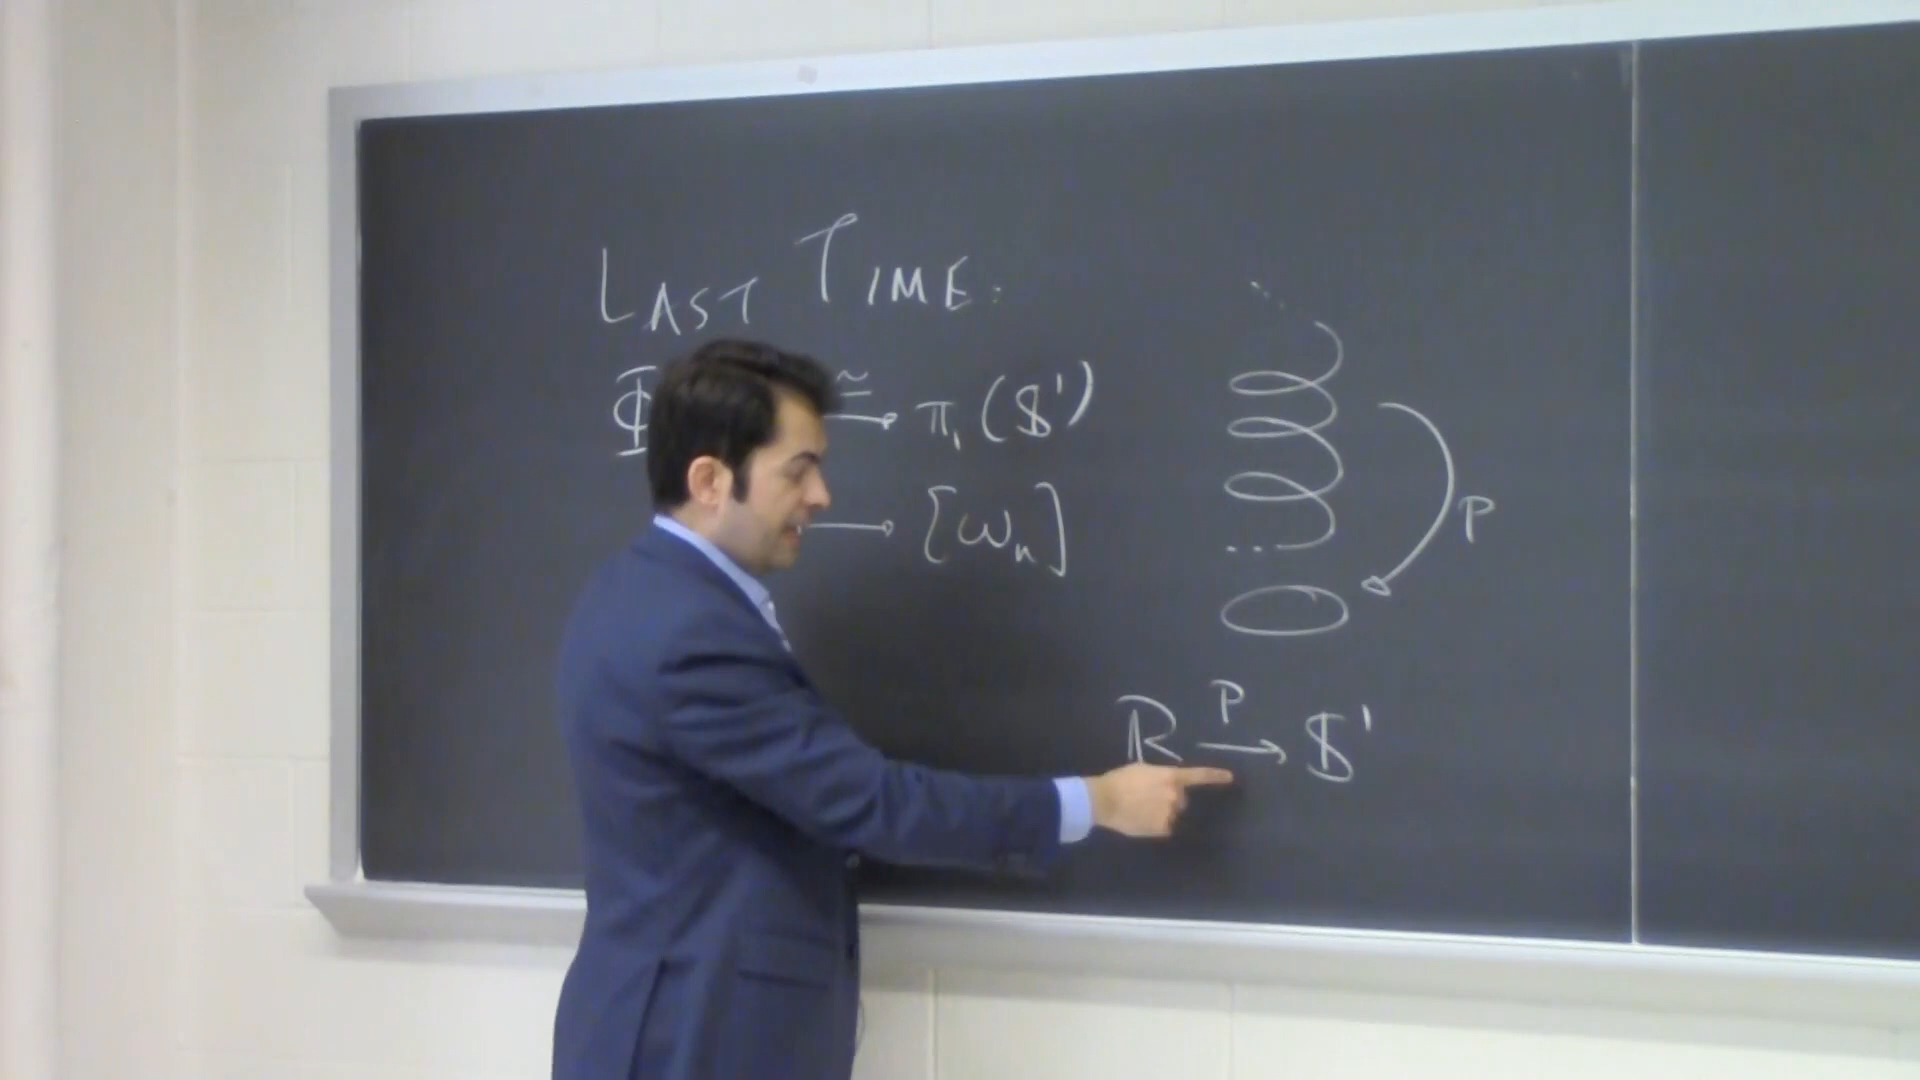 LAST TIME:
Φ ≅→ π₁(S¹)
→ [ωₙ]
P
R P→ S¹